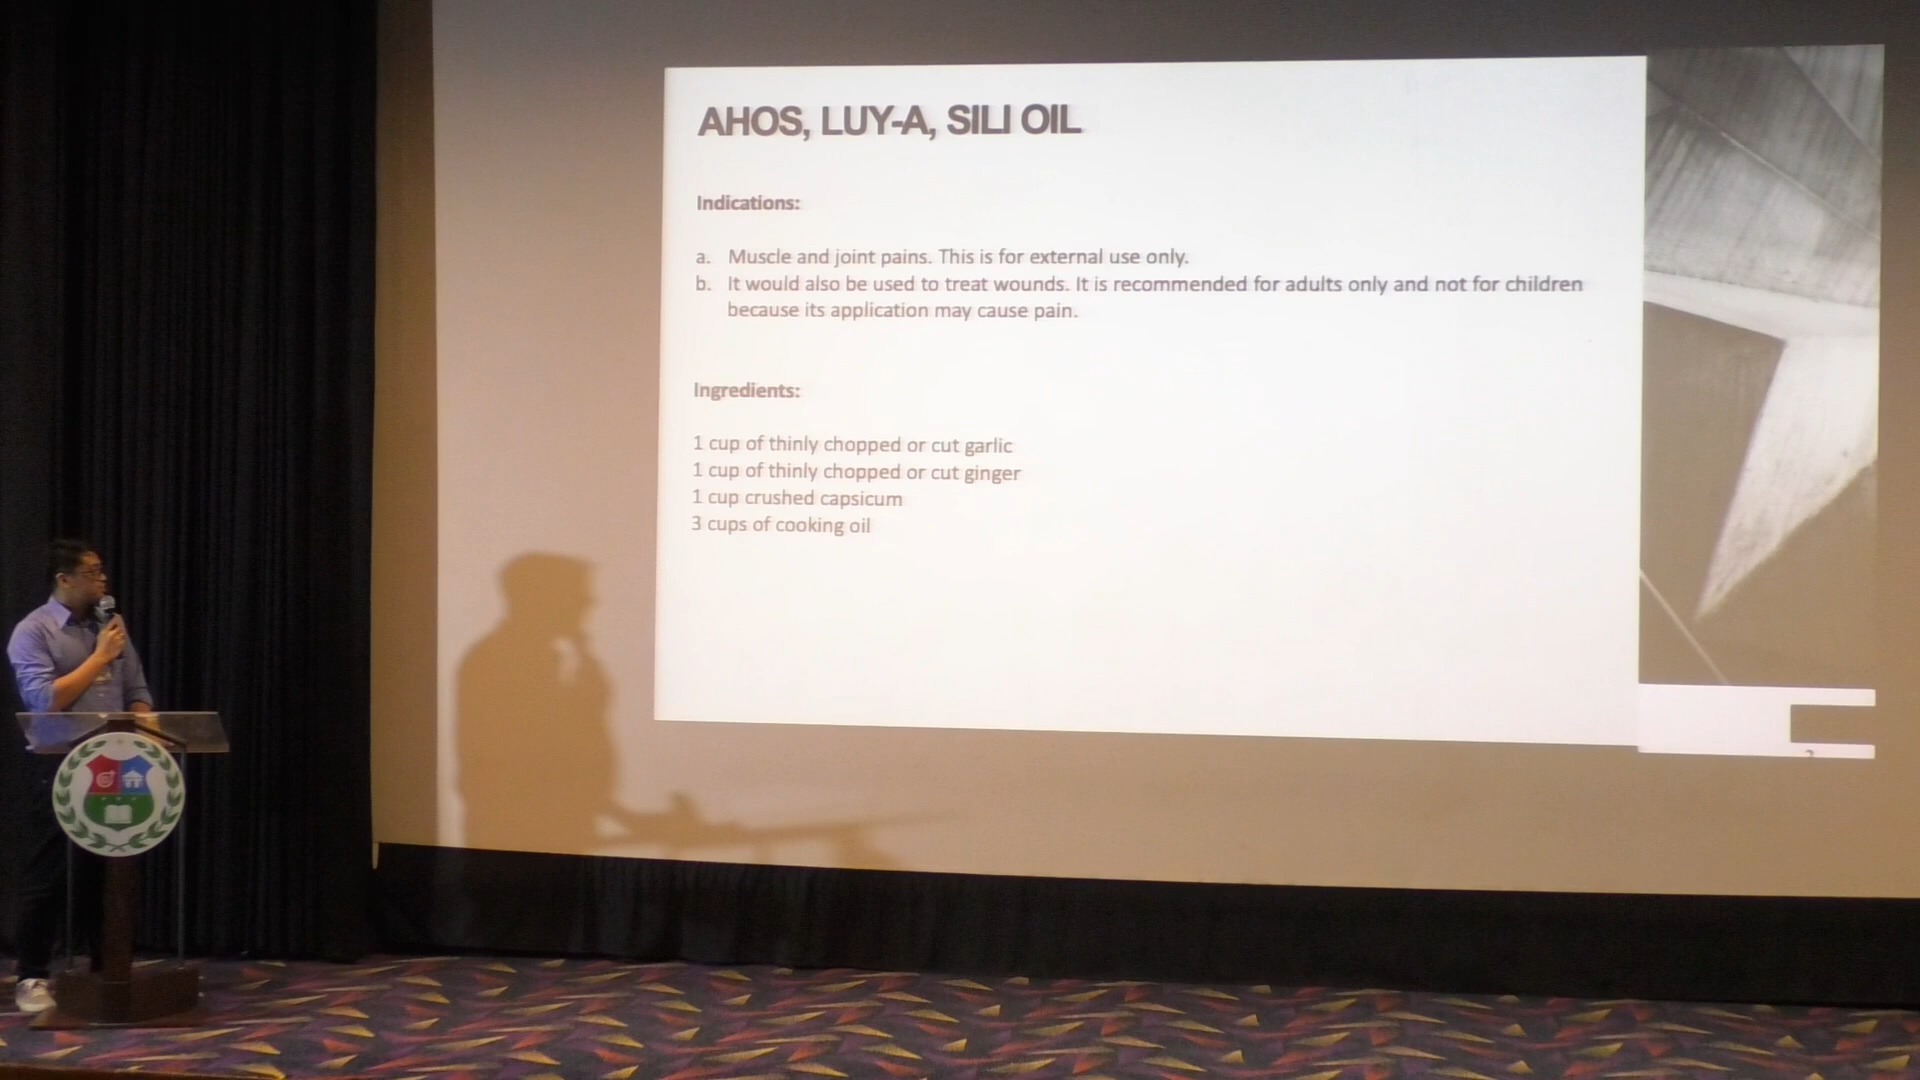 AHOS, LUY-A, SILI OIL
Indications:
a. Muscle and joint pains. This is for external use only.
b. It would also be used to treat wounds. It is recommended for adults only and not for children
because its application may cause pain.
Ingredients:
1 cup of thinly chopped or cut garlic
1 cup of thinly chopped or cut ginger
1 cup crushed capsicum
3 cups of cooking oil